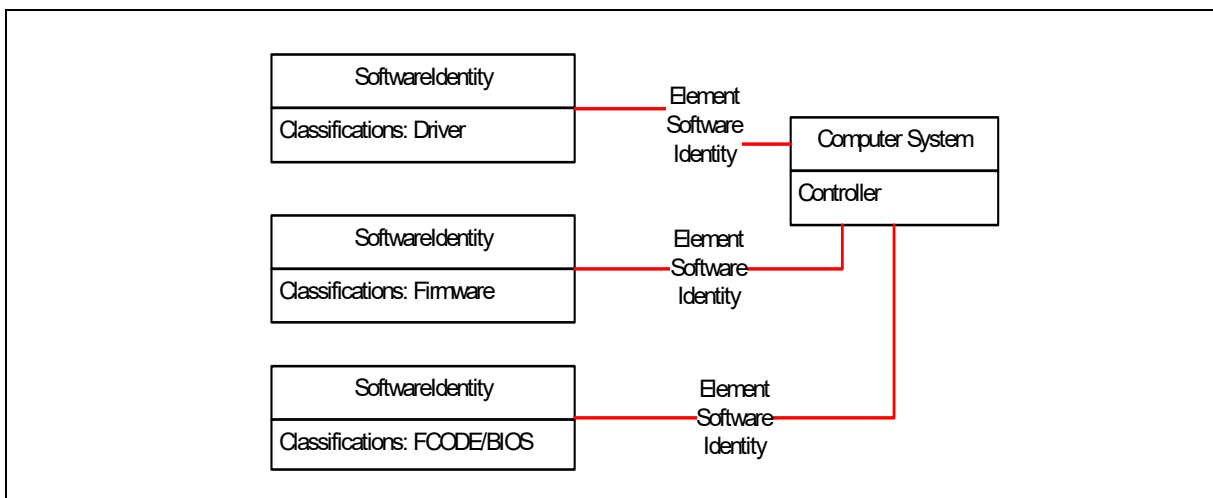 SoftwareIdentity
Classifications: Driver
Element
Software
Identity
Computer System
Controller
SoftwareIdentity
Classifications: Firmware
Element
Software
Identity
SoftwareIdentity
Classifications: FCODE/BIOS
Element
Software
Identity